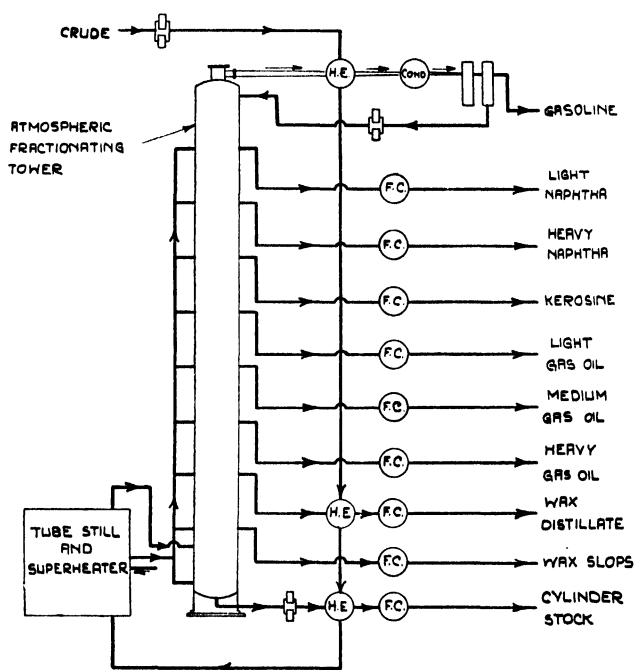 CRUDE
H.E
COND
GASOLINE
ATMOSPHERIC
FRACTIONATING
TOWER
F.C.
LIGHT
NAPHTHA
F.C.
HEAVY
NAPHTHA
F.C.
KEROSINE
F.C.
LIGHT
GAS OIL
F.C.
MEDIUM
GAS OIL
F.C.
HEAVY
GAS OIL
H.E
F.C.
WAX
DISTILLATE
TUBE STILL
AND
SUPERHEATER
F.C.
WAX SLOPS
H.E
F.C.
CYLINDER
STOCK